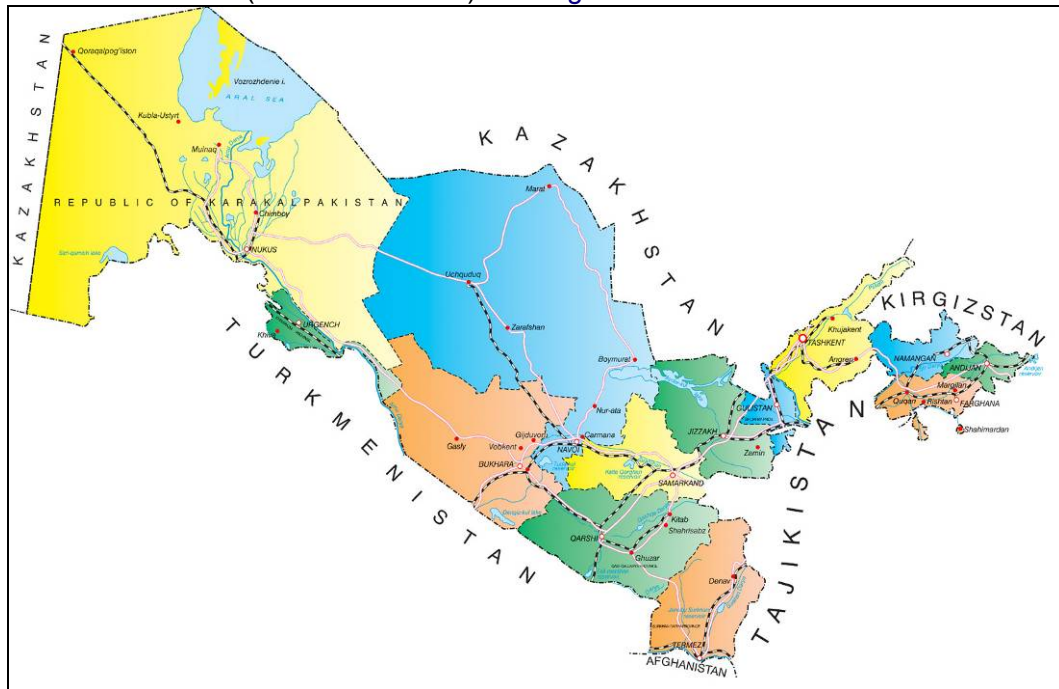 KAZAKHSTAN
Qoraqalpog'iston
Vozrozhdenie i.
ARAL SEA
Kubla-Ustyrt
Muinaq
REPUBLIC OF KARAKALPAKISTAN
Chimboy
NUKUS
KAZAKHSTAN
Marat
Uchquduq
Zarafshan
Boymurat
URGENCH
TURKMENISTAN
KIRGIZSTAN
Khujakent
TASHKENT
Angren
NAMANGAN
ANDIJAN
Margilan
Quqan
Rishtan
FARGHANA
Shahimardan
GULISTAN
JIZZAKH
Zamin
Nur-ata
Carmana
NAVOI
Gijduvon
Vobkent
Gasly
BUKHARA
SAMARKAND
Kitab
Shahrisabz
QARSHI
Ghuzar
TAJIKISTAN
Denav
TERMEZ
AFGHANISTAN